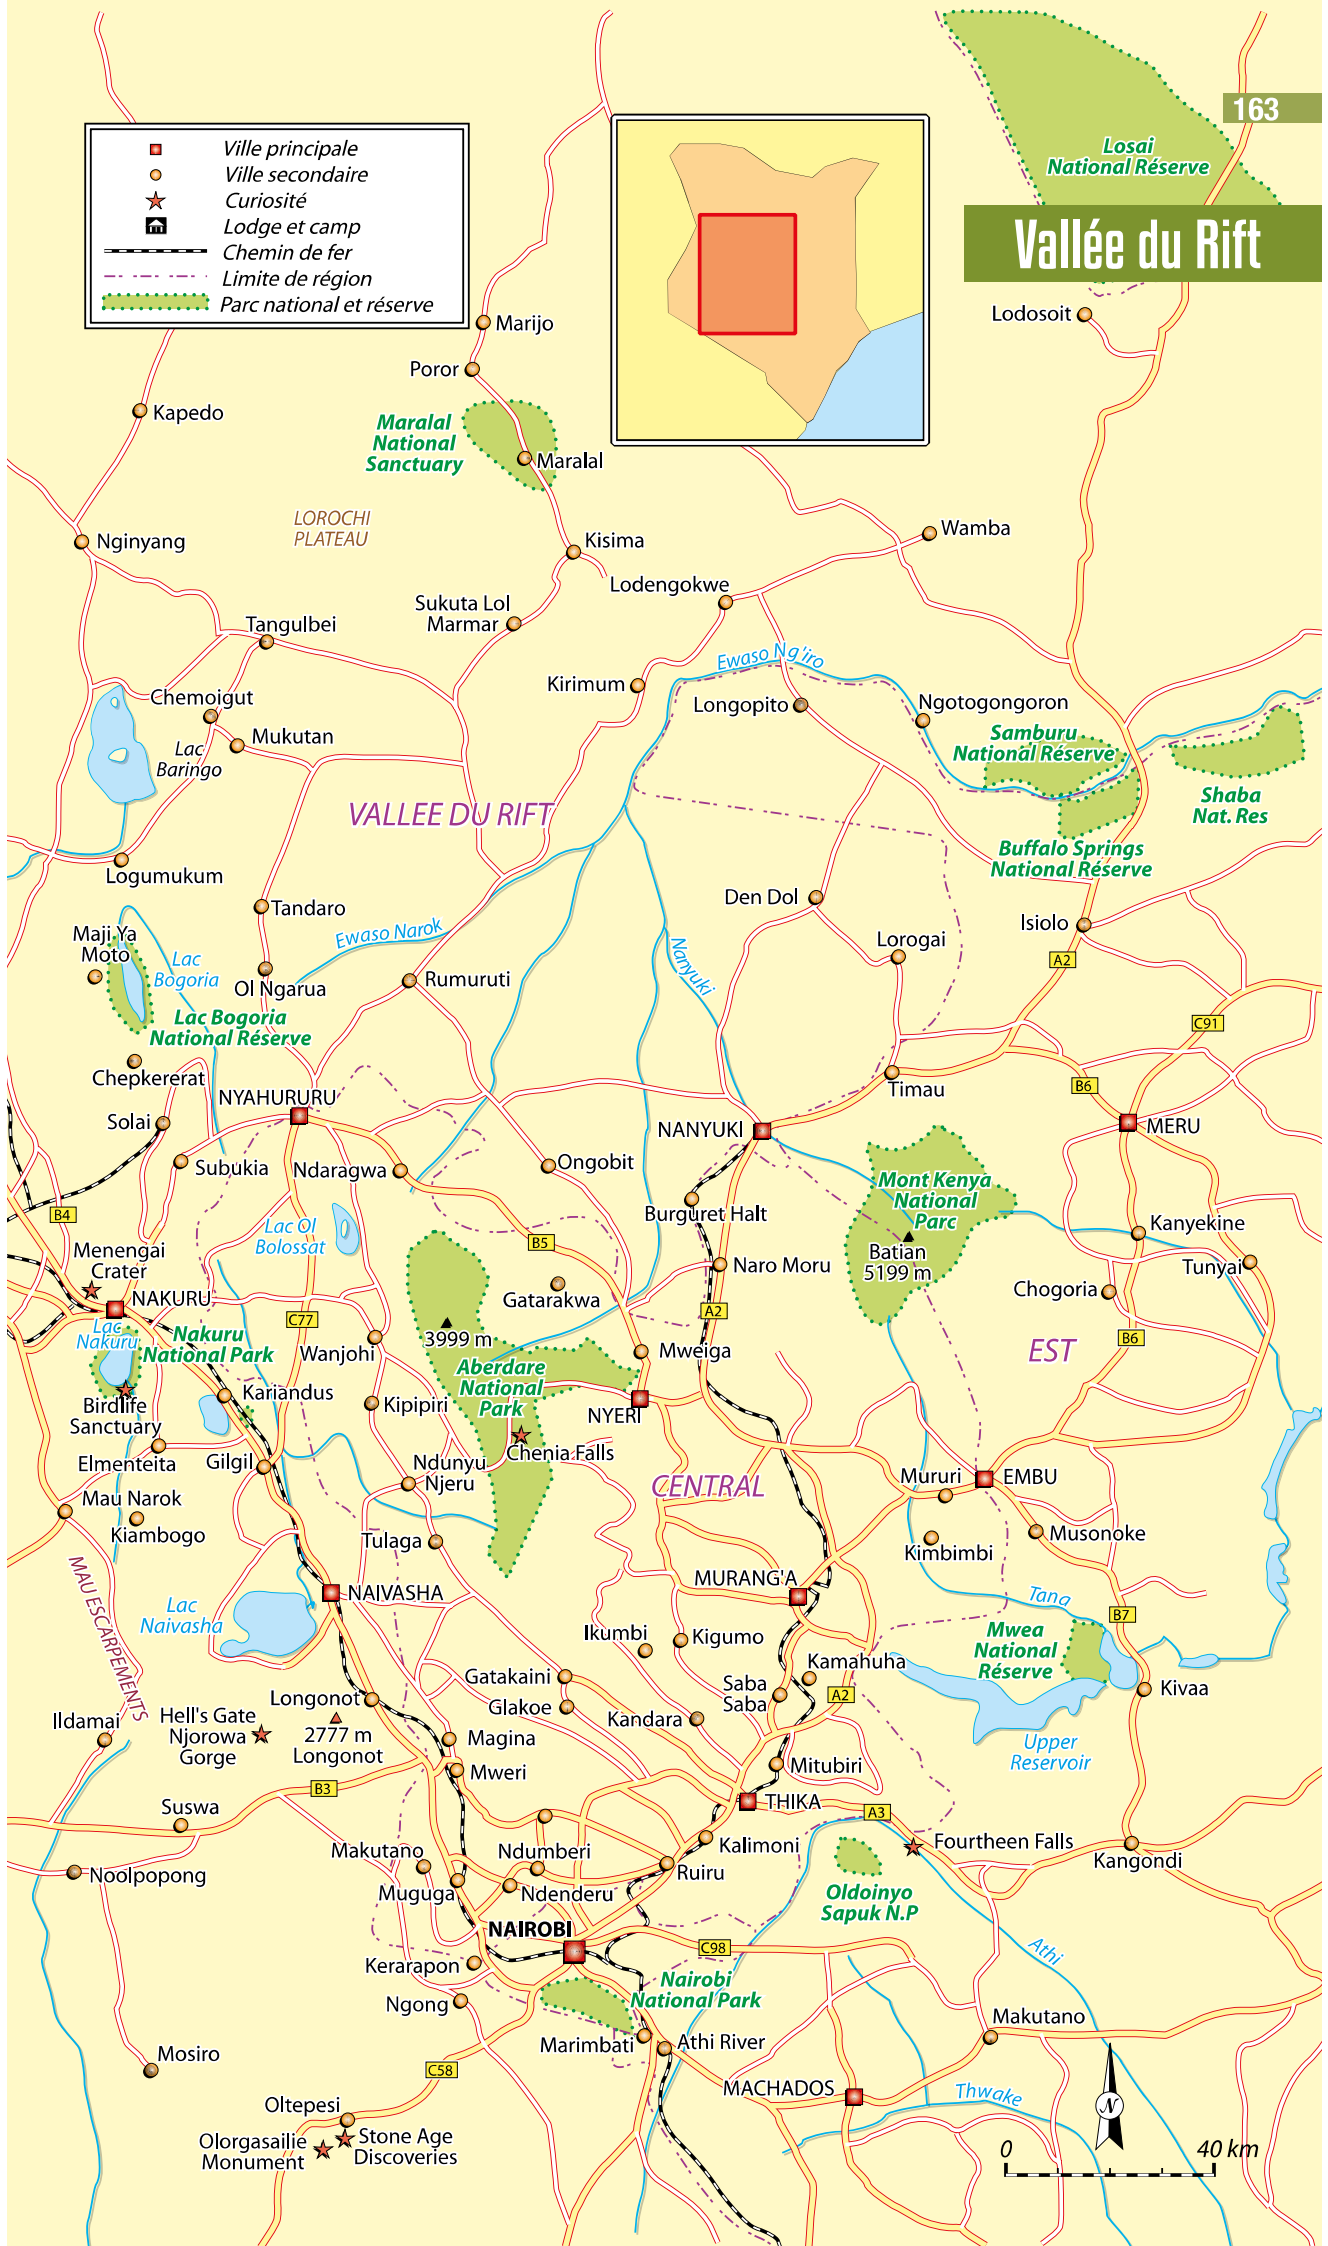 163
Losai
National Réserve
Vallée du Rift
Ville principale
Ville secondaire
Curiosité
Lodge et camp
Chemin de fer
Limite de région
Parc national et réserve
Lodosoit
Marijo
Poror
Kapedo
Maralal
National
Sanctuary
Maralal
LOROCHI
PLATEAU
Nginyang
Kisima
Wamba
Lodengokwe
Sukuta Lol
Marmar
Tangulbei
Ewaso Ng'iro
Kirimum
Longopito
Ngotogongoron
Chemoigut
Mukutan
Lac
Baringo
Samburu
National Réserve
Shaba
Nat. Res
VALLEE DU RIFT
Buffalo Springs
National Réserve
Logumukum
Tandaro
Den Dol
Isiolo
Ewaso Narok
Lorogai
A2
Maji Ya
Moto
Lac
Bogoria
Nanyuki
Ol Ngarua
Rumuruti
Lac Bogoria
National Réserve
C91
Chepkererat
Timau
B6
NYAHURURU
Solai
NANYUKI
MERU
Subukia
Ndaragwa
Ongobit
Mont Kenya
National
Parc
Burguret Halt
B4
Lac Ol
Bolossat
Kanyekine
B5
Batian
5199 m
Menengai
Crater
Naro Moru
Tunyai
Chogoria
NAKURU
Gatarakwa
C77
A2
Lac
Nakuru
Nakuru
National Park
3999 m
B6
Wanjohi
Mweiga
EST
Aberdare
National
Park
Birdlife
Sanctuary
Kariandus
Kipipiri
NYERI
Chenia Falls
Elmenteita
Gilgil
Ndunyu
Njeru
CENTRAL
Mururi
EMBU
Mau Narok
Kiambogo
Tulaga
Musonoke
Kimbimbi
MAU ESCARPEMENTS
MURANG'A
NAIVASHA
Tana
Lac
Naivasha
B7
Ikumbi
Kigumo
Mwea
National
Réserve
Kamahuha
Gatakaini
Saba
Saba
Kivaa
A2
Longonot
Glakoe
Hell's Gate
Njorowa
Gorge
Ildamai
Kandara
2777 m
Longonot
Magina
Upper
Reservoir
Mweri
Mitubiri
B3
THIKA
Suswa
A3
Makutano
Ndumberi
Kalimoni
Fourtheen Falls
Kangondi
Noolpopong
Ruiru
Muguga
Ndenderu
Oldoinyo
Sapuk N.P
NAIROBI
C98
Athi
Kerarapon
Nairobi
National Park
Ngong
Makutano
Marimbati
Athi River
Mosiro
C58
MACHADOS
Thwake
N
Oltepesi
Olorgasailie
Monument
Stone Age
Discoveries
0
40 km